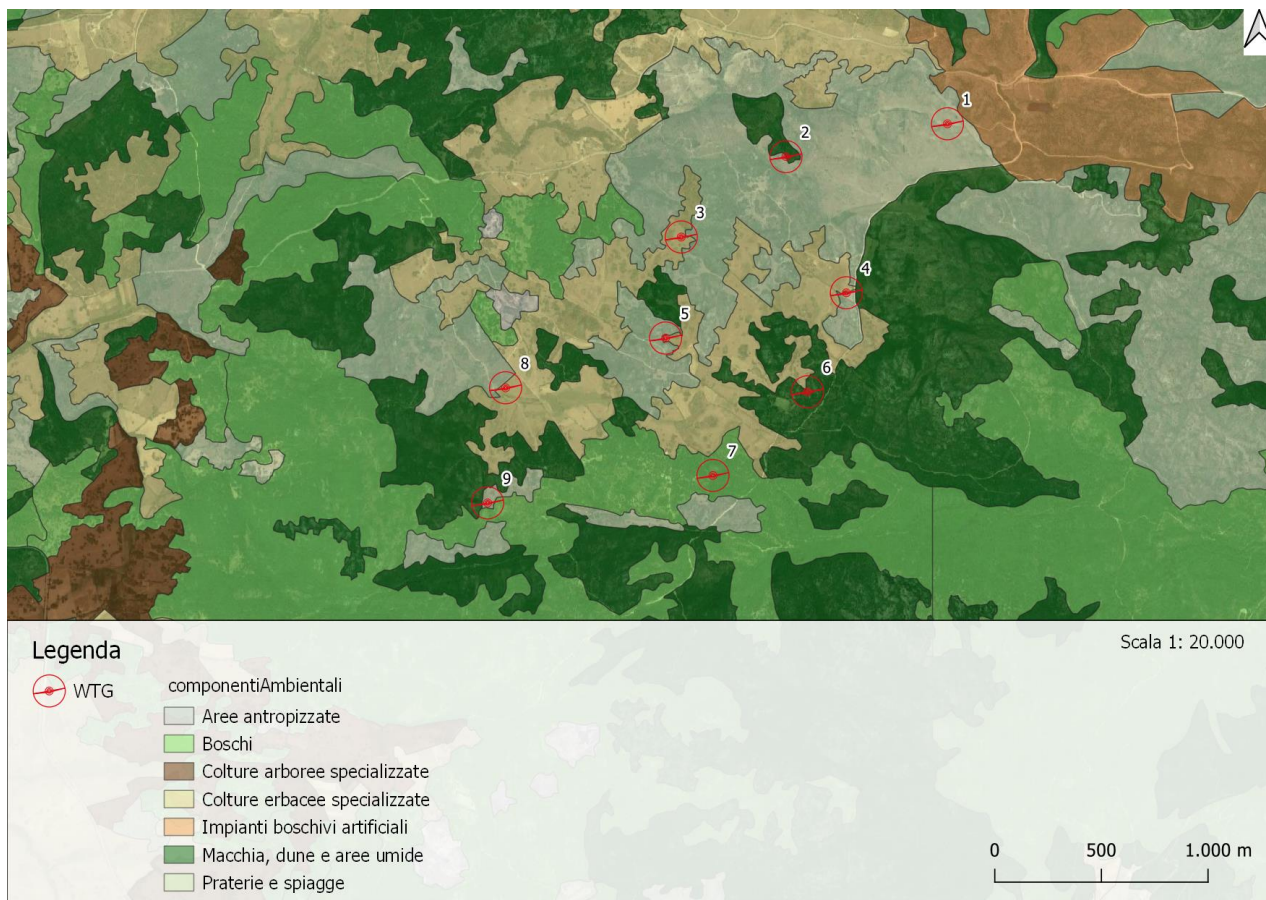 1
2
3
4
5
6
7
8
9
Legenda
Scala 1: 20.000
WTG
componentiAmbientali
Aree antropizzate
Boschi
Colture arboree specializzate
Colture erbacee specializzate
Impianti boschivi artificiali
Macchia, dune e aree umide
Praterie e spiagge
0 500 1.000 m